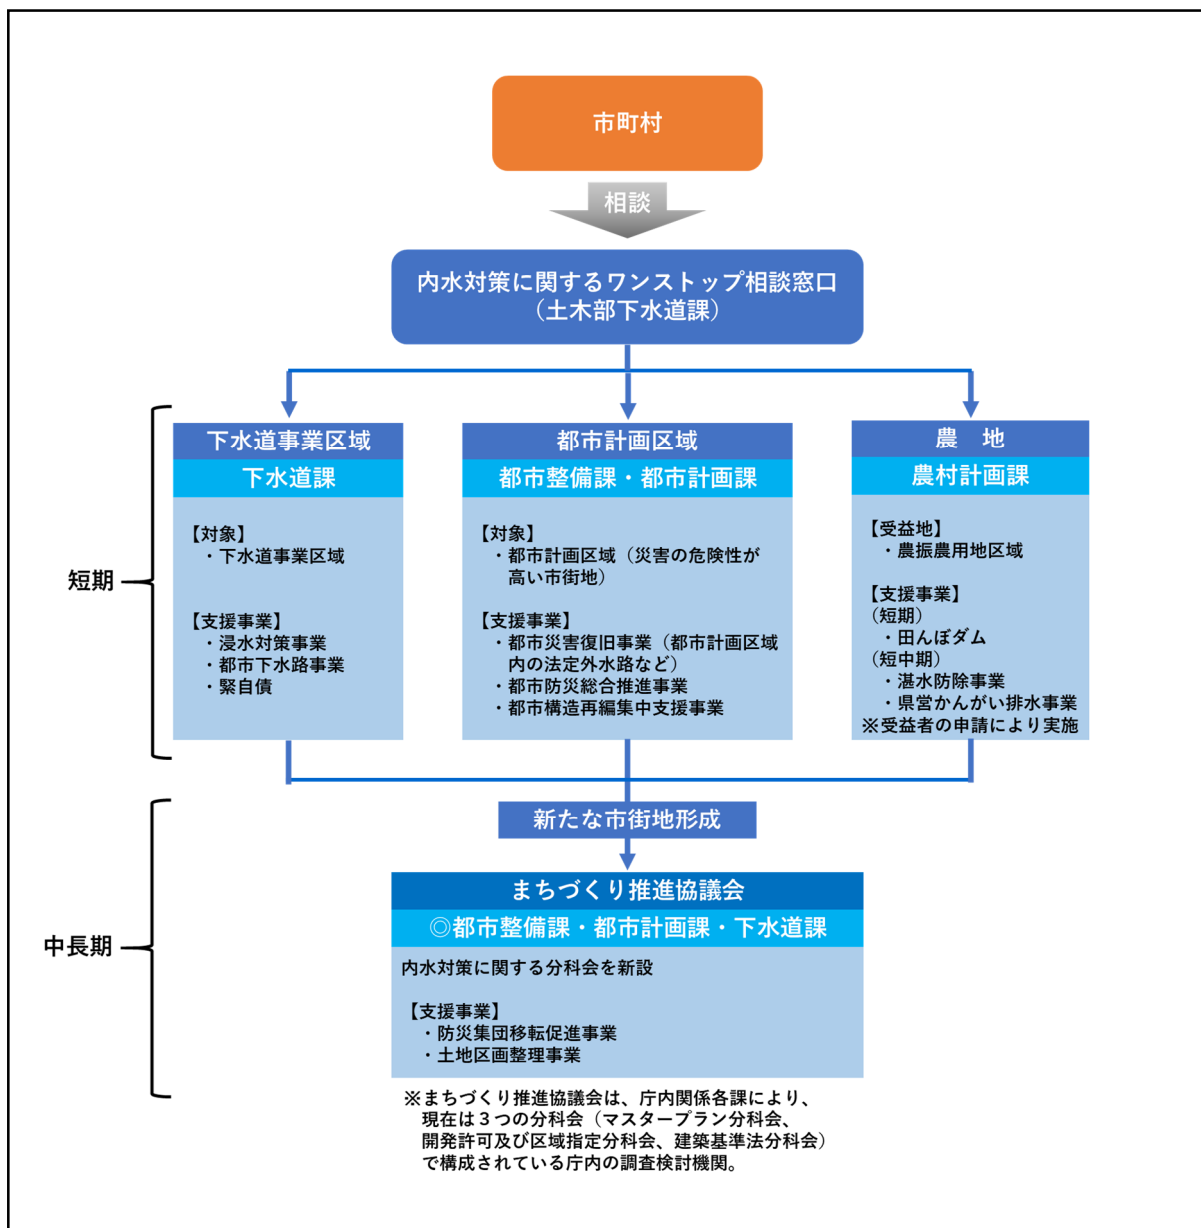 市町村
相談
内水対策に関するワンストップ相談窓口
（土木部下水道課）
短期
下水道事業区域
下水道課
【対象】
・下水道事業区域
【支援事業】
・浸水対策事業
・都市下水路事業
・緊自債
都市計画区域
都市整備課・都市計画課
【対象】
・都市計画区域（災害の危険性が
高い市街地）
【支援事業】
・都市災害復旧事業（都市計画区域
内の法定外水路など）
・都市防災総合推進事業
・都市構造再編集中支援事業
農　地
農村計画課
【受益地】
・農振農用地区域
【支援事業】
（短期）
・田んぼダム
（短中期）
・湛水防除事業
・県営かんがい排水事業
※受益者の申請により実施
中長期
新たな市街地形成
まちづくり推進協議会
◎都市整備課・都市計画課・下水道課
内水対策に関する分科会を新設
【支援事業】
・防災集団移転促進事業
・土地区画整理事業
※まちづくり推進協議会は、庁内関係各課により、
現在は３つの分科会（マスタープラン分科会、
開発許可及び区域指定分科会、建築基準法分科会）
で構成されている庁内の調査検討機関。